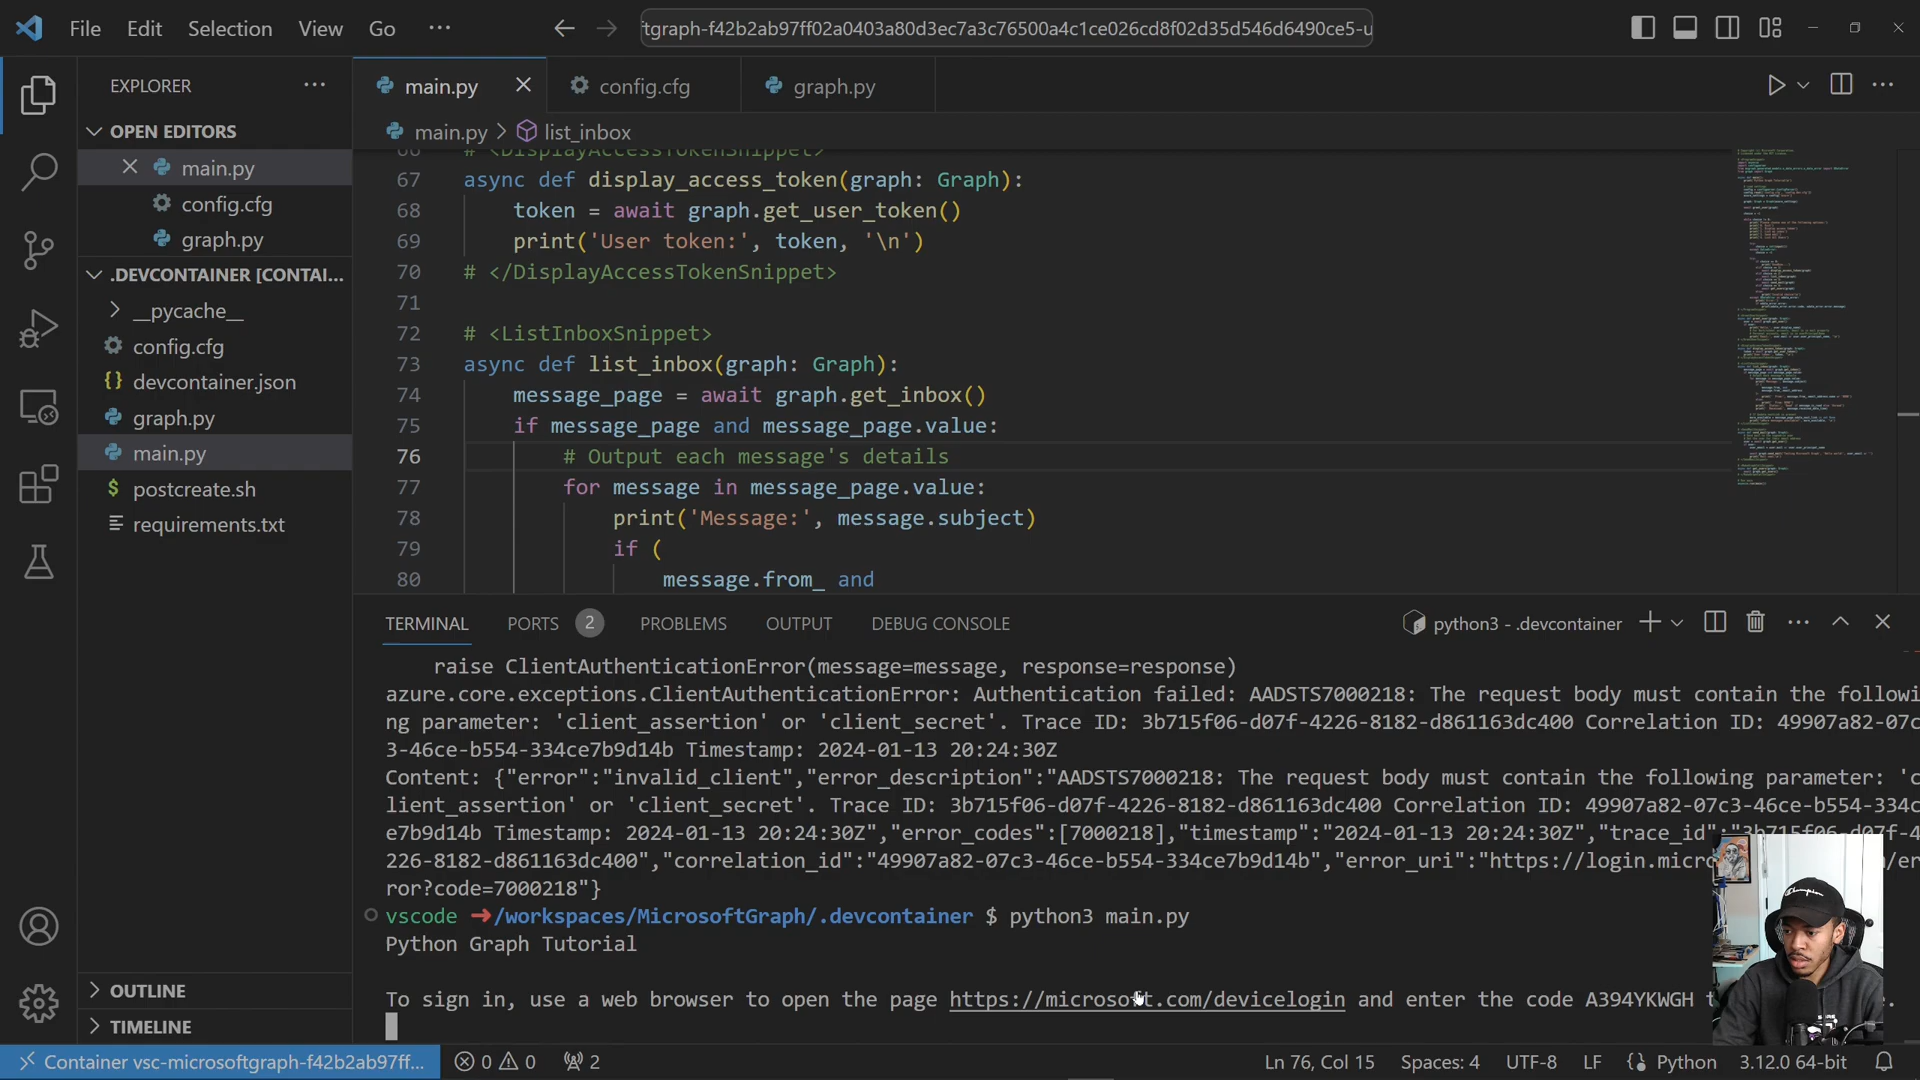 File Edit Selection View Go ···
tgraph-f42b2ab97ff02a0403a80d3ec7a3c76500a4c1ce026cd8f02d35d546d6490ce5-u
EXPLORER
OPEN EDITORS
main.py
config.cfg
graph.py
.DEVCONTAINER [CONTAI...
__pycache__
config.cfg
devcontainer.json
graph.py
main.py
postcreate.sh
requirements.txt
OUTLINE
TIMELINE
main.py config.cfg graph.py
main.py > list_inbox
66 # <DisplayAccessTokenSnippet>
67 async def display_access_token(graph: Graph):
68 token = await graph.get_user_token()
69 print('User token:', token, '\n')
70 # </DisplayAccessTokenSnippet>
71
72 # <ListInboxSnippet>
73 async def list_inbox(graph: Graph):
74 message_page = await graph.get_inbox()
75 if message_page and message_page.value:
76 # Output each message's details
77 for message in message_page.value:
78 print('Message:', message.subject)
79 if (
80 message.from_ and
TERMINAL PORTS 2 PROBLEMS OUTPUT DEBUG CONSOLE python3 - .devcontainer
raise ClientAuthenticationError(message=message, response=response)
azure.core.exceptions.ClientAuthenticationError: Authentication failed: AADSTS7000218: The request body must contain the followi
ng parameter: 'client_assertion' or 'client_secret'. Trace ID: 3b715f06-d07f-4226-8182-d861163dc400 Correlation ID: 49907a82-07c
3-46ce-b554-334ce7b9d14b Timestamp: 2024-01-13 20:24:30Z
Content: {"error":"invalid_client","error_description":"AADSTS7000218: The request body must contain the following parameter: 'c
lient_assertion' or 'client_secret'. Trace ID: 3b715f06-d07f-4226-8182-d861163dc400 Correlation ID: 49907a82-07c3-46ce-b554-334c
e7b9d14b Timestamp: 2024-01-13 20:24:30Z","error_codes":[7000218],"timestamp":"2024-01-13 20:24:30Z","trace_id":"3b715f06-d07f-4
226-8182-d861163dc400","correlation_id":"49907a82-07c3-46ce-b554-334ce7b9d14b","error_uri":"https://login.micro /er
ror?code=7000218"}
vscode ➜ /workspaces/MicrosoftGraph/.devcontainer $ python3 main.py
Python Graph Tutorial
To sign in, use a web browser to open the page https://microsoft.com/devicelogin and enter the code A394YKWGH
Container vsc-microsoftgraph-f42b2ab97ff... 0 0 2 Ln 76, Col 15 Spaces: 4 UTF-8 LF Python 3.12.0 64-bit